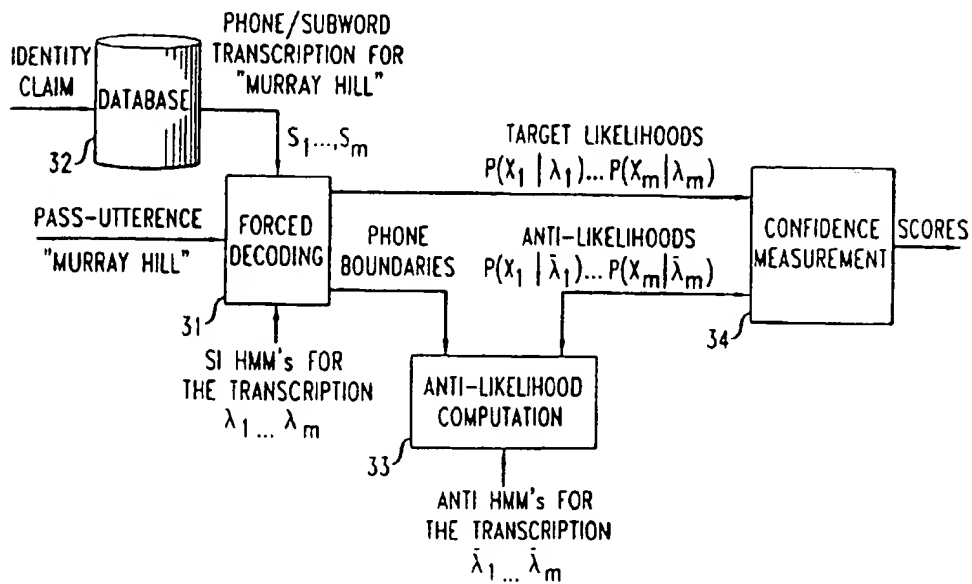 PHONE/SUBWORD
TRANSCRIPTION FOR
"MURRAY HILL"
IDENTITY
CLAIM
DATABASE
32
S1...,Sm
TARGET LIKELIHOODS
P(X1 | λ1)... P(Xm | λm)
PASS-UTTERENCE
"MURRAY HILL"
FORCED
DECODING
31
PHONE
BOUNDARIES
ANTI-LIKELIHOODS
P(X1 | λ̄1)... P(Xm | λ̄m)
CONFIDENCE
MEASUREMENT
34
SCORES
SI HMM's FOR
THE TRANSCRIPTION
λ1... λm
ANTI-LIKELIHOOD
COMPUTATION
33
ANTI HMM's FOR
THE TRANSCRIPTION
λ̄1... λ̄m